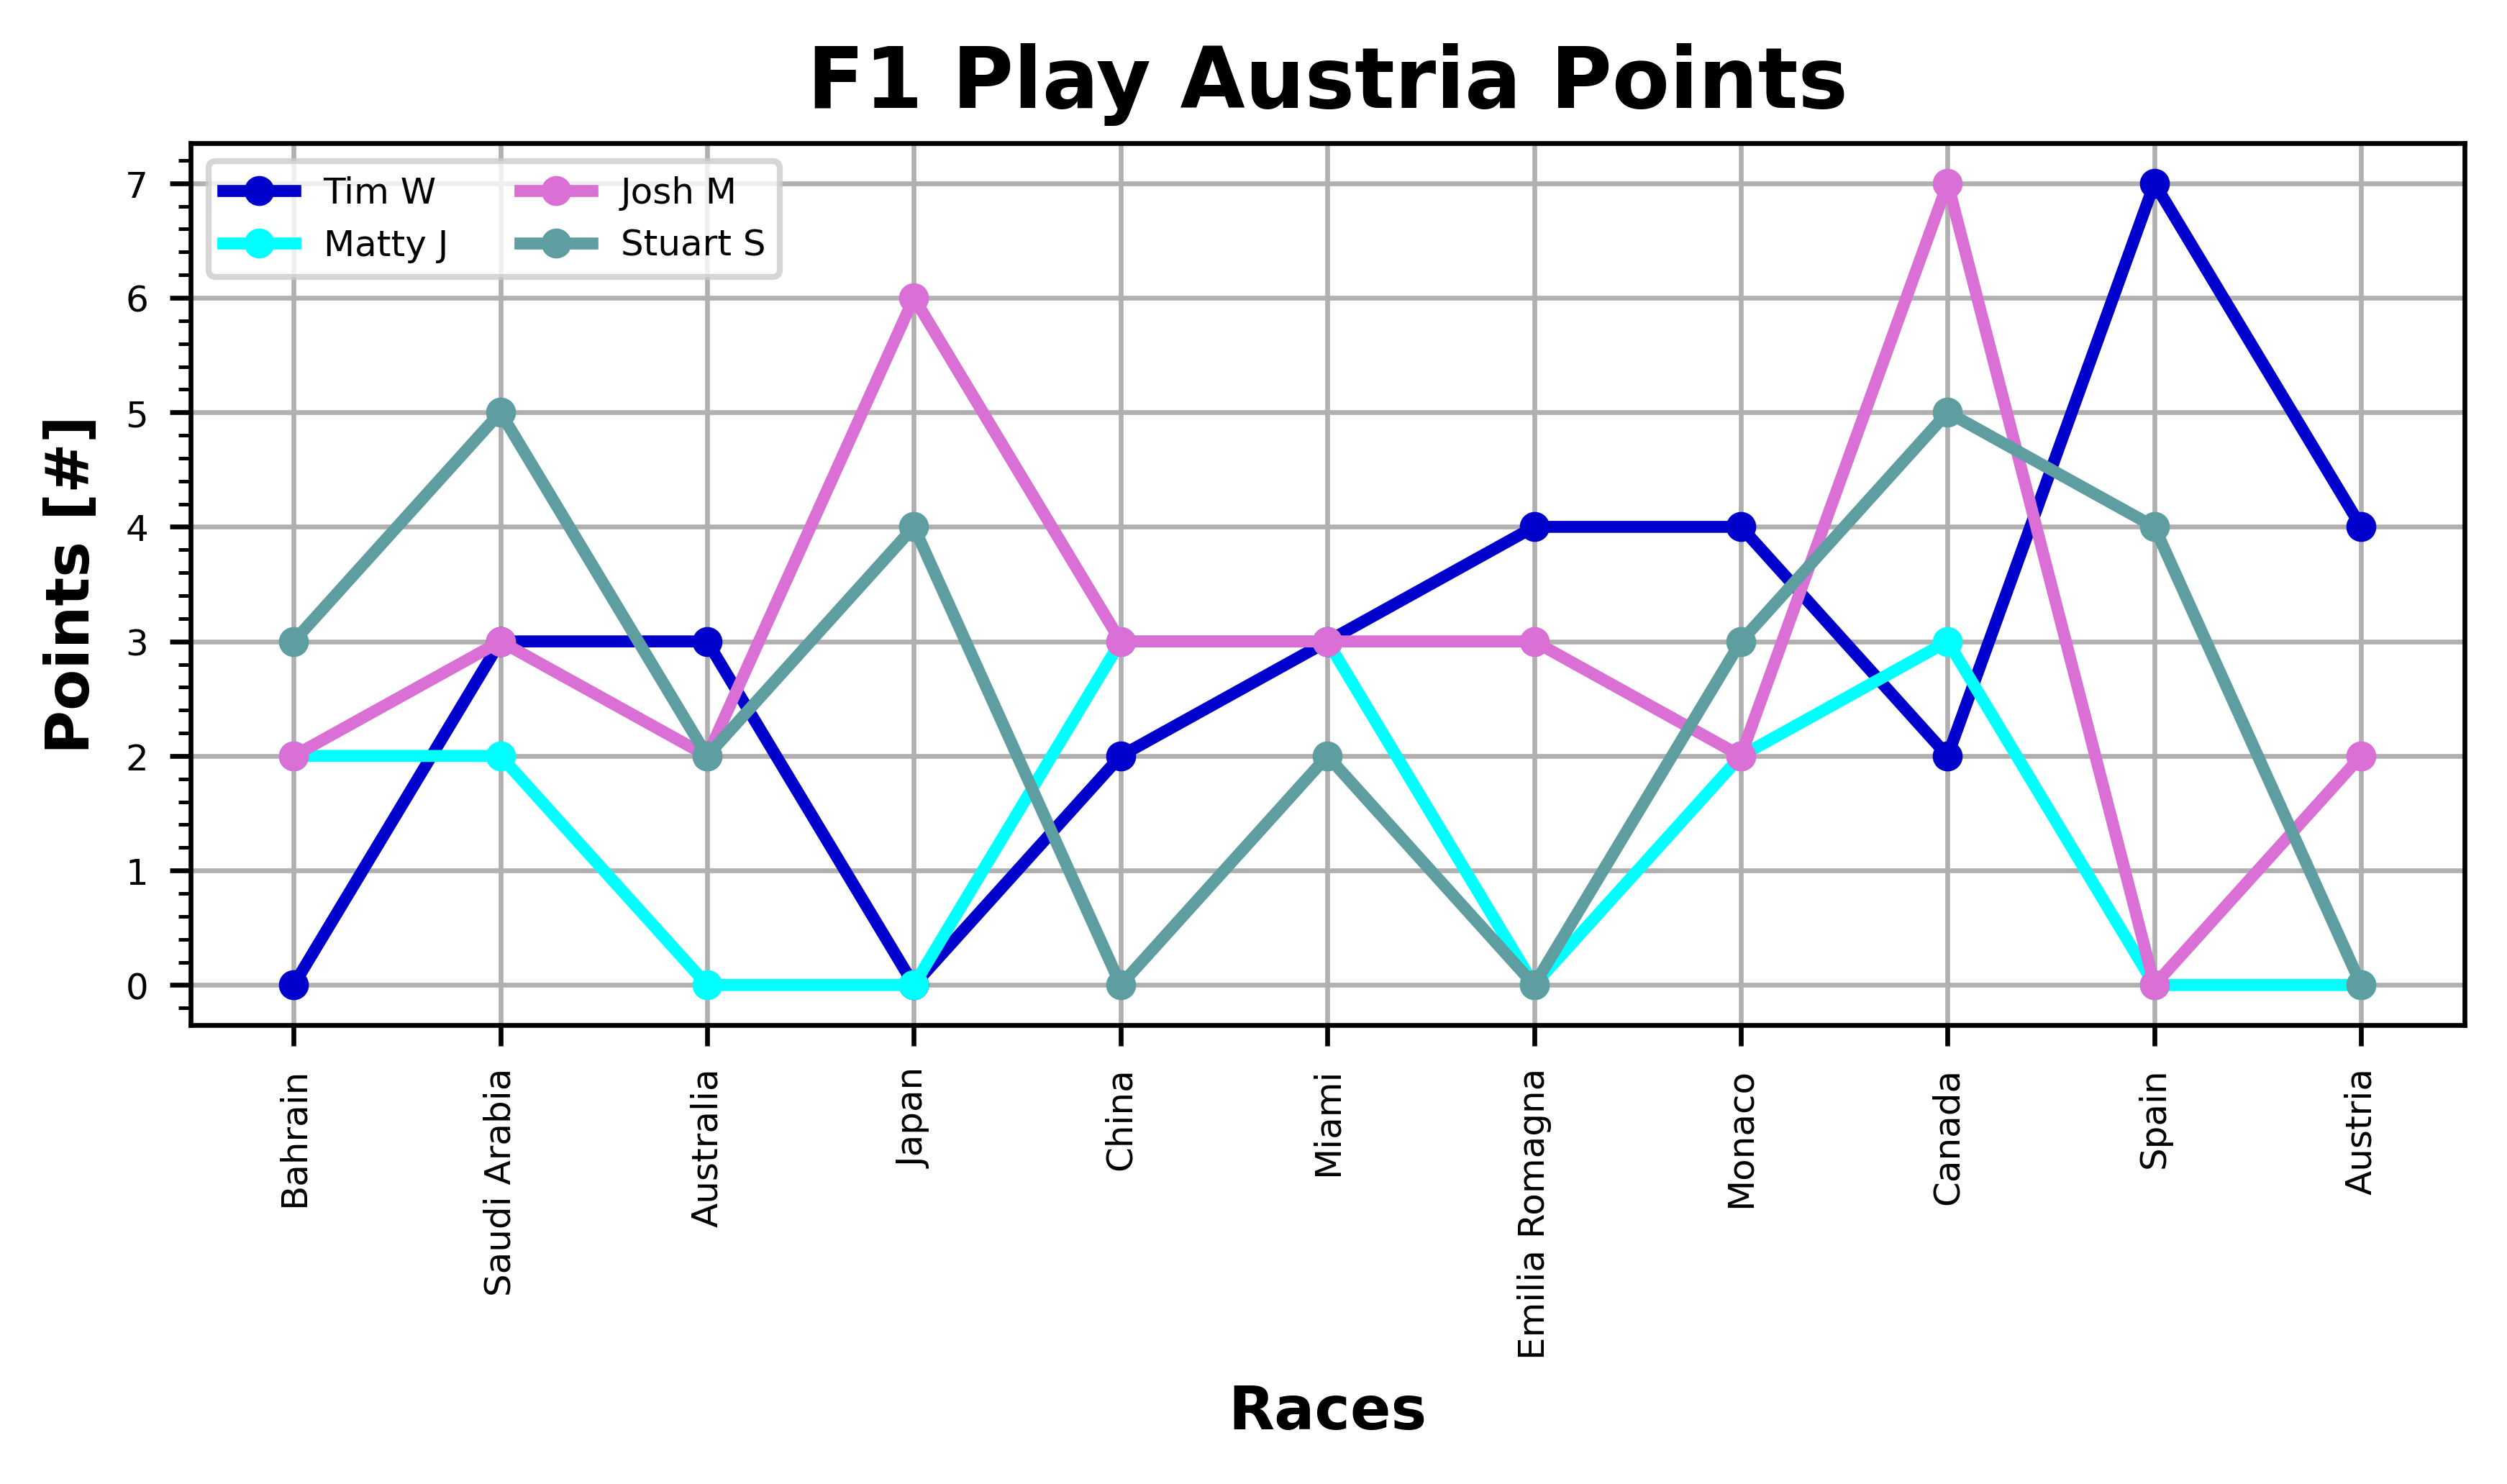 F1 Play Austria Points
Tim W
Matty J
Josh M
Stuart S
Points [#]
7
6
5
4
3
2
1
0
Bahrain
Saudi Arabia
Australia
Japan
China
Miami
Emilia Romagna
Monaco
Canada
Spain
Austria
Races